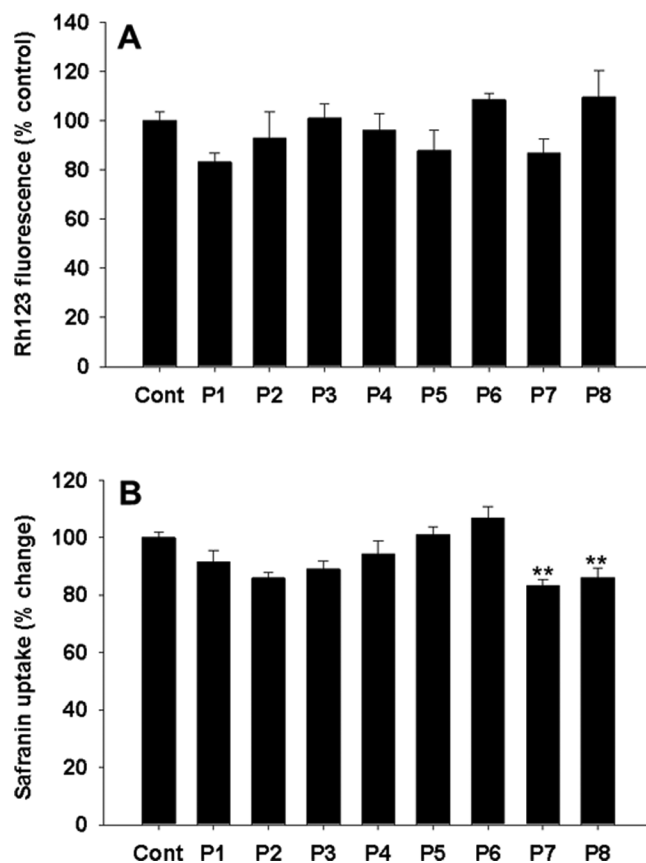 A
Rh123 fluorescence (% control)
140
120
100
80
60
40
20
0
Cont P1 P2 P3 P4 P5 P6 P7 P8
B
Safranin uptake (% change)
120
100
80
60
40
20
0
** **
Cont P1 P2 P3 P4 P5 P6 P7 P8